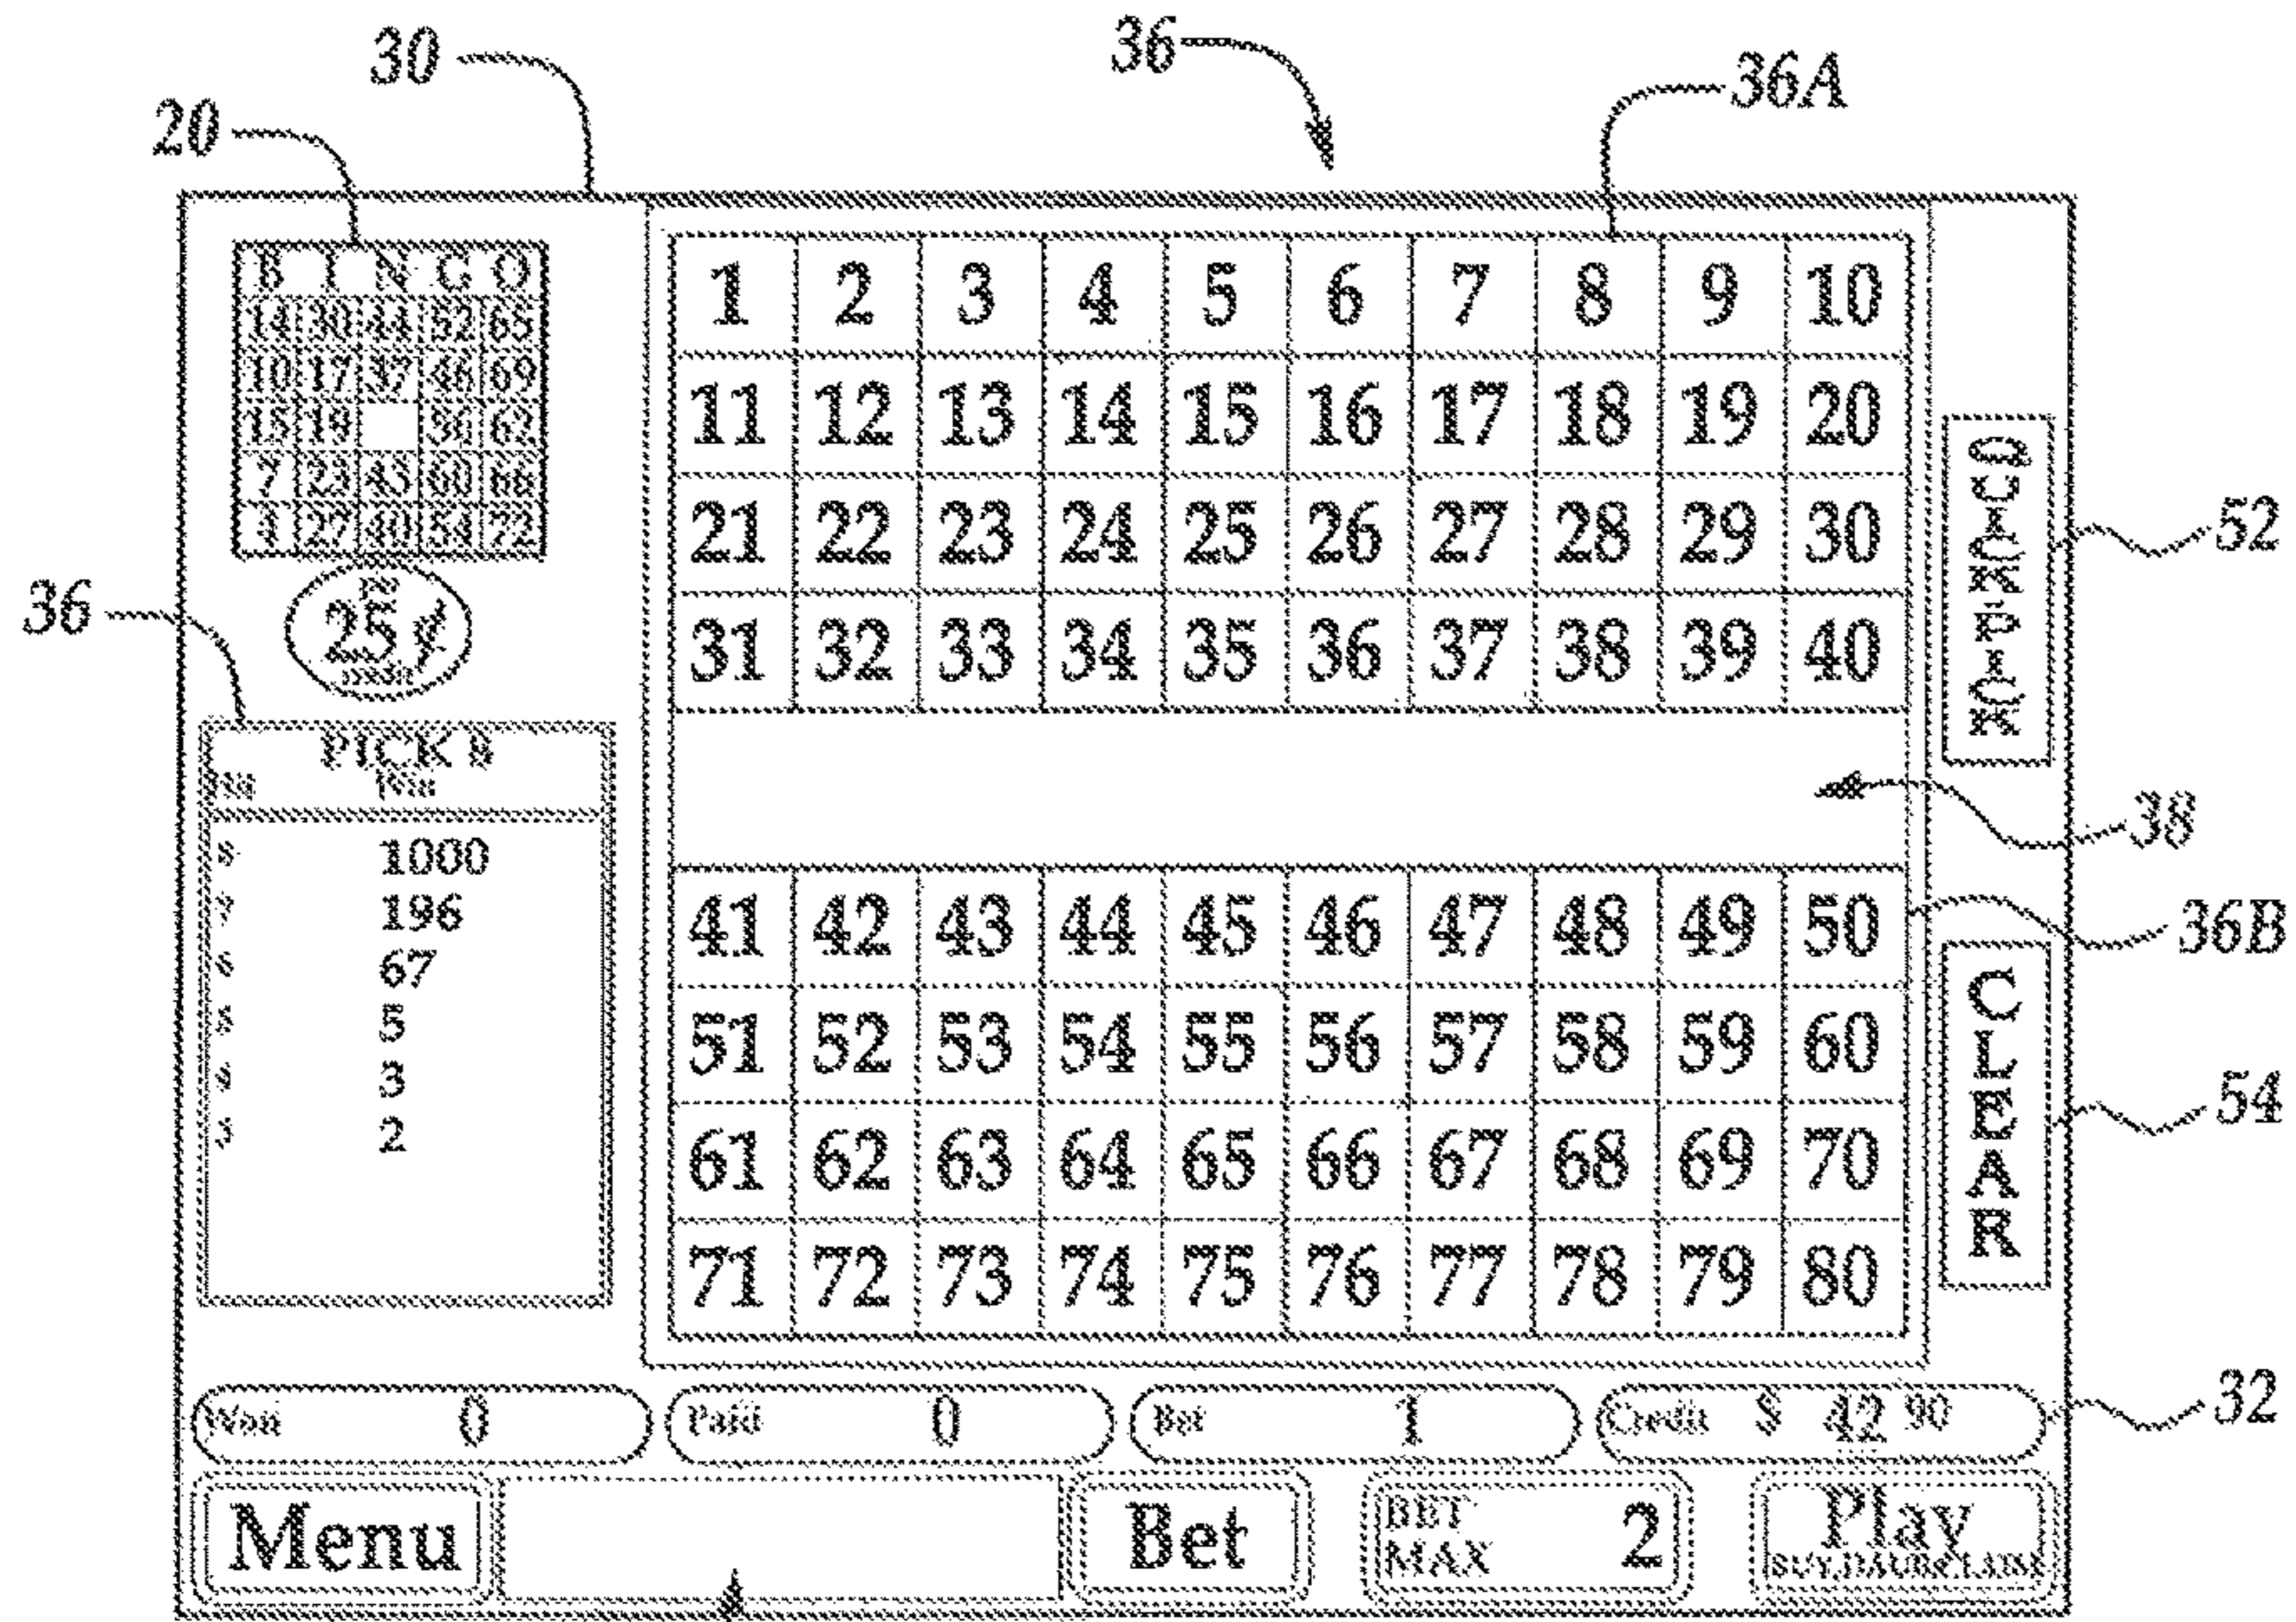 30
36
36A
20
B I N G O
14 30 44 52 65
10 17 37 46 69
15 19 62
7 23 45 60 66
4 27 40 54 72
25¢
36
PICK 8
8 1000
7 196
6 67
5 5
4 3
3 2
1 2 3 4 5 6 7 8 9 10
11 12 13 14 15 16 17 18 19 20
21 22 23 24 25 26 27 28 29 30
31 32 33 34 35 36 37 38 39 40
38
41 42 43 44 45 46 47 48 49 50
51 52 53 54 55 56 57 58 59 60
61 62 63 64 65 66 67 68 69 70
71 72 73 74 75 76 77 78 79 80
QUICK PICK
52
36B
CLEAR
54
Won 0
Paid 0
Bet 1
Credit $ 42 90
32
Menu
Bet
BET MAX 2
Play